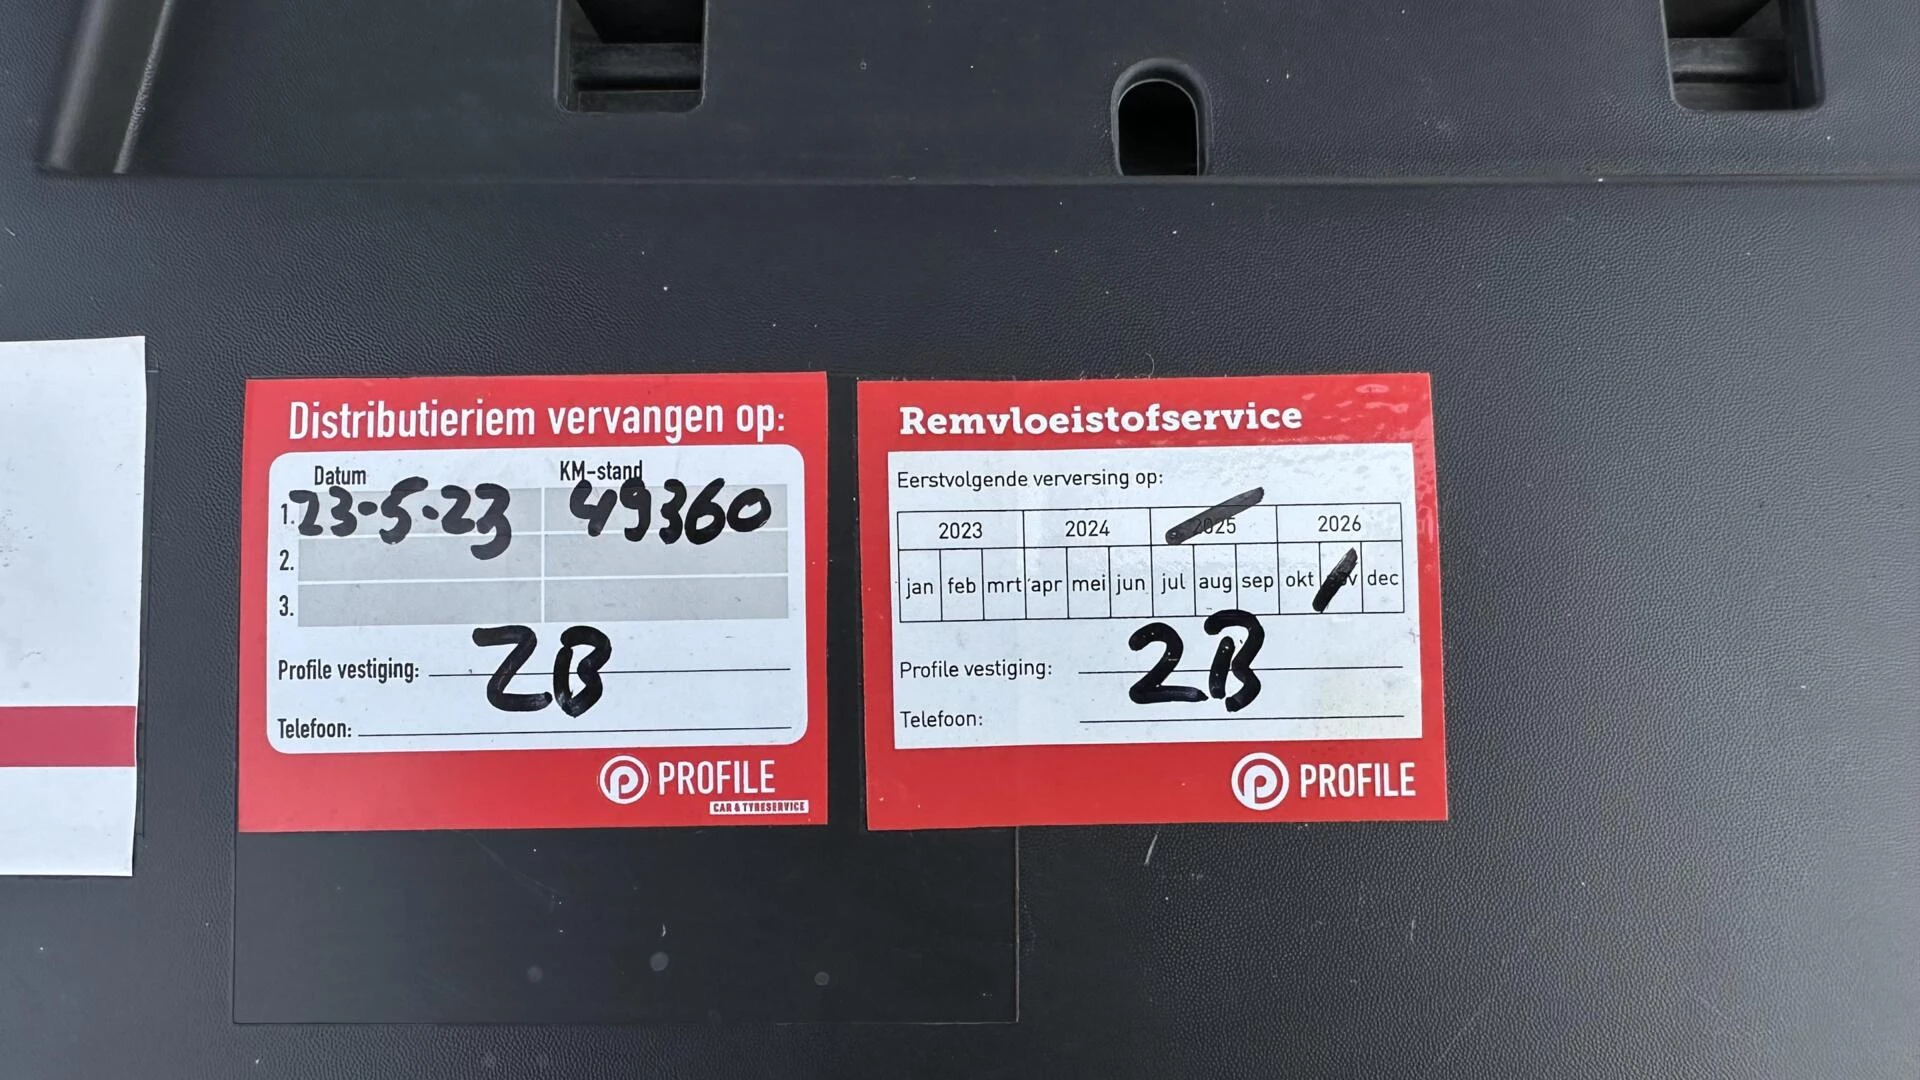 Distributieriem vervangen op:
Datum KM-stand
1. 23-5-23 49360
2.
3.
Profile vestiging: ZB
Telefoon:
PROFILE
CAR & TYRESERVICE
Remvloeistofservice
Eerstvolgende verversing op:
2023 2024 2025 2026
jan feb mrt apr mei jun jul aug sep okt nov dec
Profile vestiging: ZB
Telefoon:
PROFILE